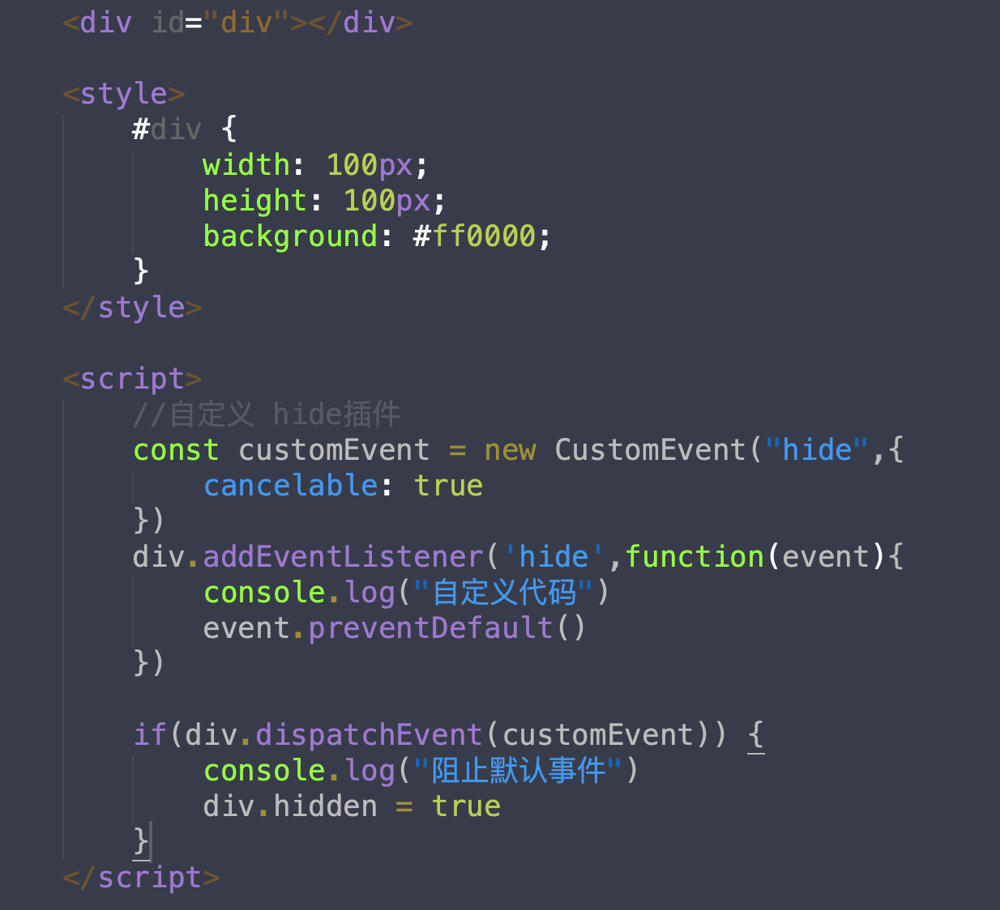 <div id="div"></div>
<style>
#div {
width: 100px;
height: 100px;
background: #ff0000;
}
</style>
<script>
//自定义 hide插件
const customEvent = new CustomEvent("hide",{
cancelable: true
})
div.addEventListener('hide',function(event){
console.log("自定义代码")
event.preventDefault()
})
if(div.dispatchEvent(customEvent)) {
console.log("阻止默认事件")
div.hidden = true
}
</script>